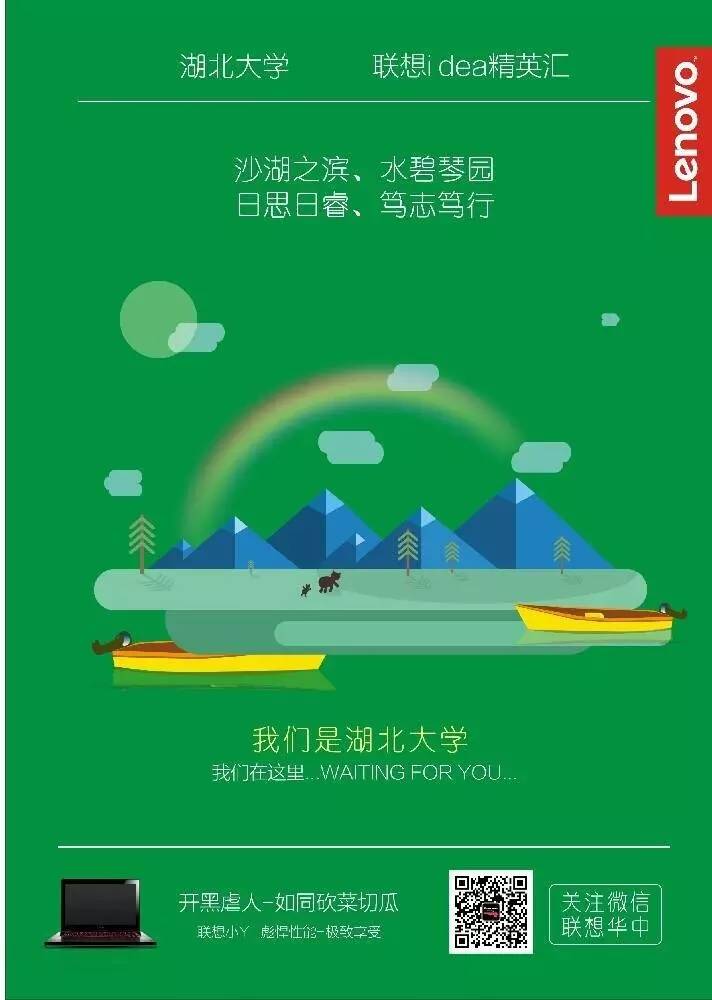 湖北大学 联想i dea精英汇
Lenovo
沙湖之滨、水碧琴园
日思日睿、笃志笃行
我们是湖北大学
我们在这里...WAITING FOR YOU...
开黑虐人-如同砍菜切瓜
联想小Y 彪悍性能-极致享受
关注微信
联想华中